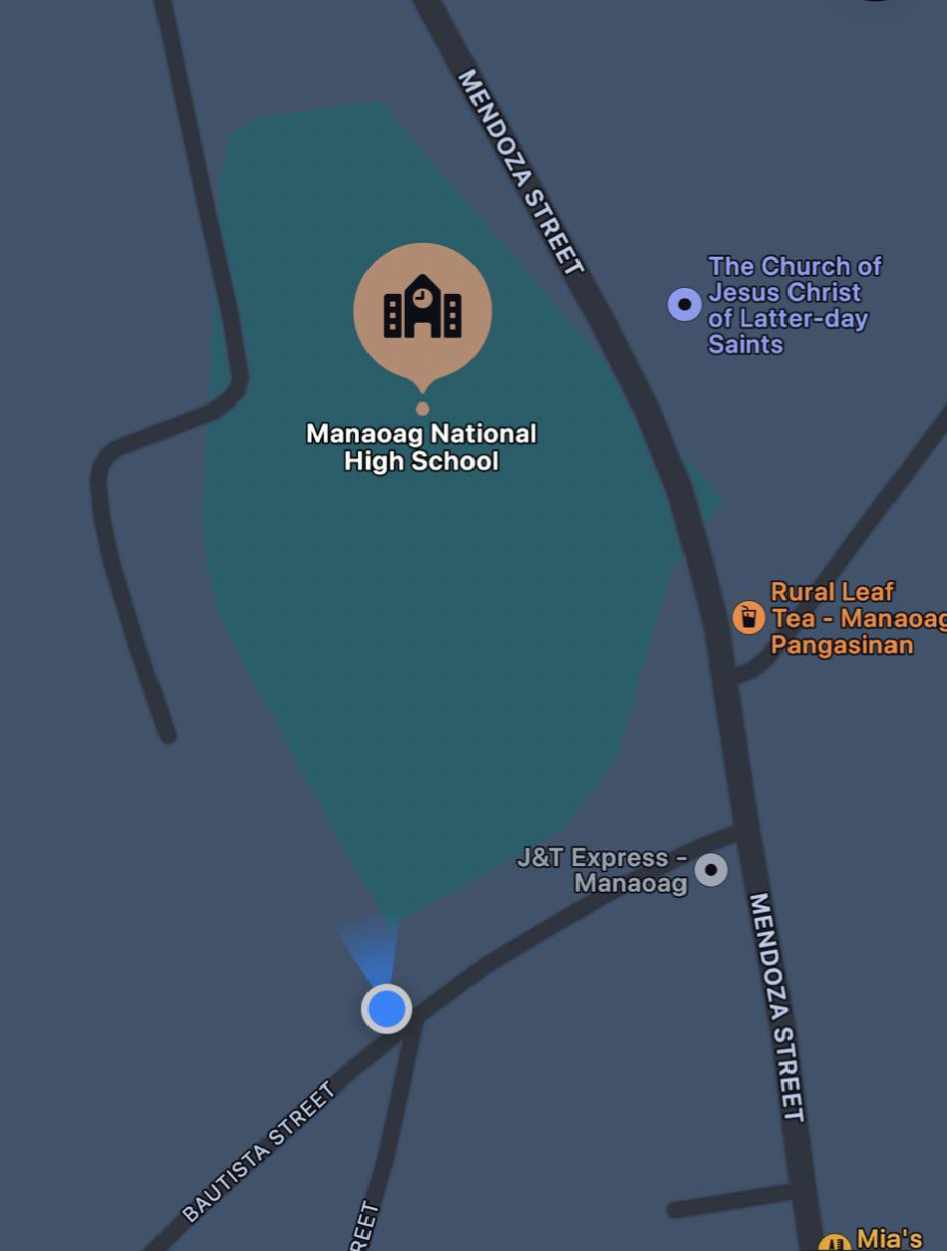 MENDOZA STREET
The Church of
Jesus Christ
of Latter-day
Saints
Manaoag National
High School
Rural Leaf
Tea - Manaoag
Pangasinan
J&T Express -
Manaoag
MENDOZA STREET
BAUTISTA STREET
REET
Mia's